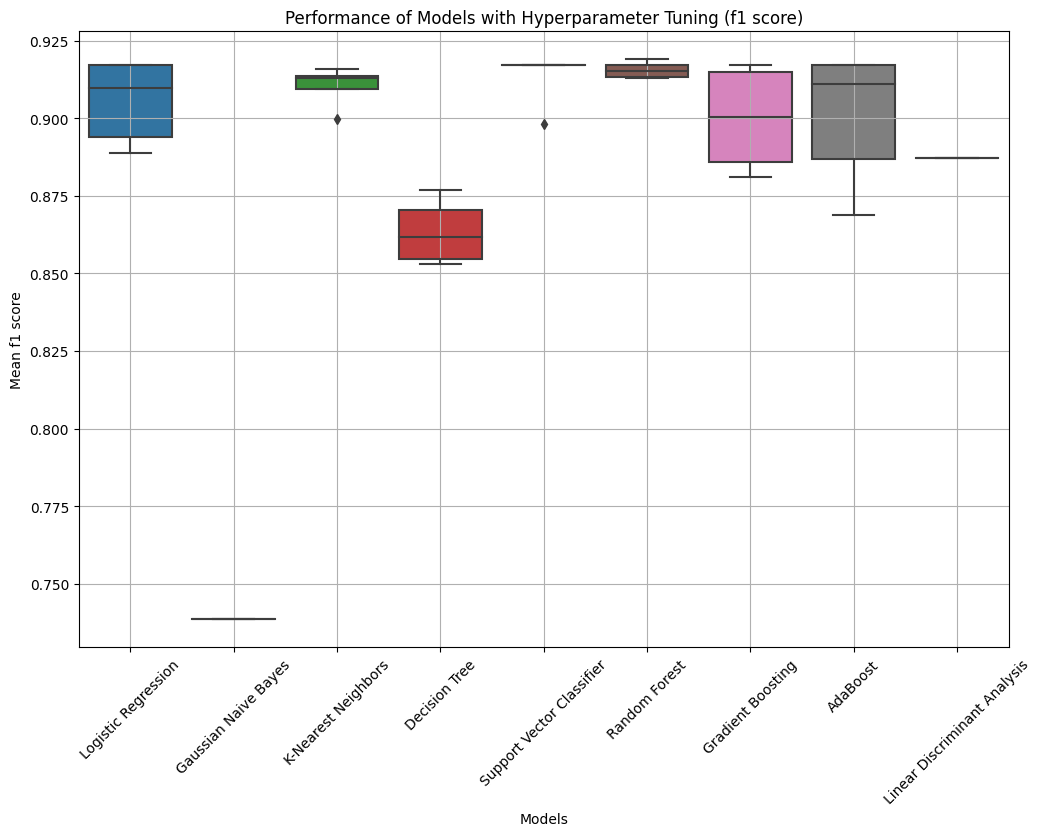 Performance of Models with Hyperparameter Tuning (f1 score)
0.925
0.900
0.875
0.850
0.825
0.800
0.775
0.750
Mean f1 score
Logistic Regression
Gaussian Naive Bayes
K-Nearest Neighbors
Decision Tree
Support Vector Classifier
Random Forest
Gradient Boosting
AdaBoost
Linear Discriminant Analysis
Models